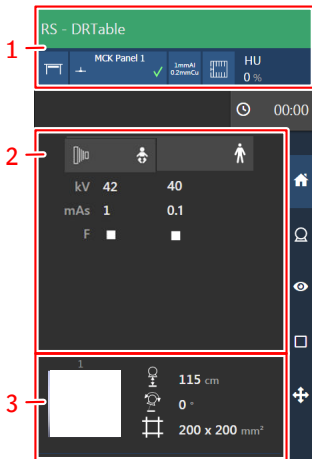 RS - DRTable
1
MCK Panel 1
1mmAl
0.2mmCu
HU
0 %
00:00
2
kV 42 40
mAs 1 0.1
F
1
3
115 cm
0 °
200 x 200 mm²